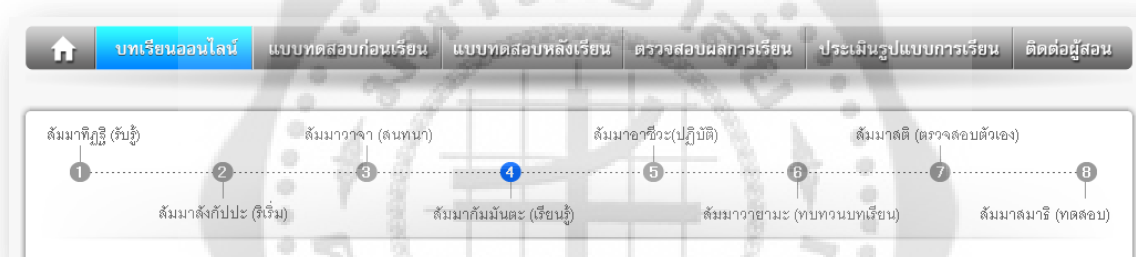 บทเรียนออนไลน์ แบบทดสอบก่อนเรียน แบบทดสอบหลังเรียน ตรวจสอบผลการเรียน ประเมินรูปแบบการเรียน ติดต่อผู้สอน
สัมมาทิฏฐิ (รับรู้) สัมมาวาจา (สนทนา) สัมมาอาชีวะ(ปฏิบัติ) สัมมาสติ (ตรวจสอบตัวเอง)
1 2 3 4 5 6 7 8
สัมมาสังกัปปะ (ริเริ่ม) สัมมากัมมันตะ (เรียนรู้) สัมมาวายามะ (ทบทวนบทเรียน) สัมมาสมาธิ (ทดสอบ)